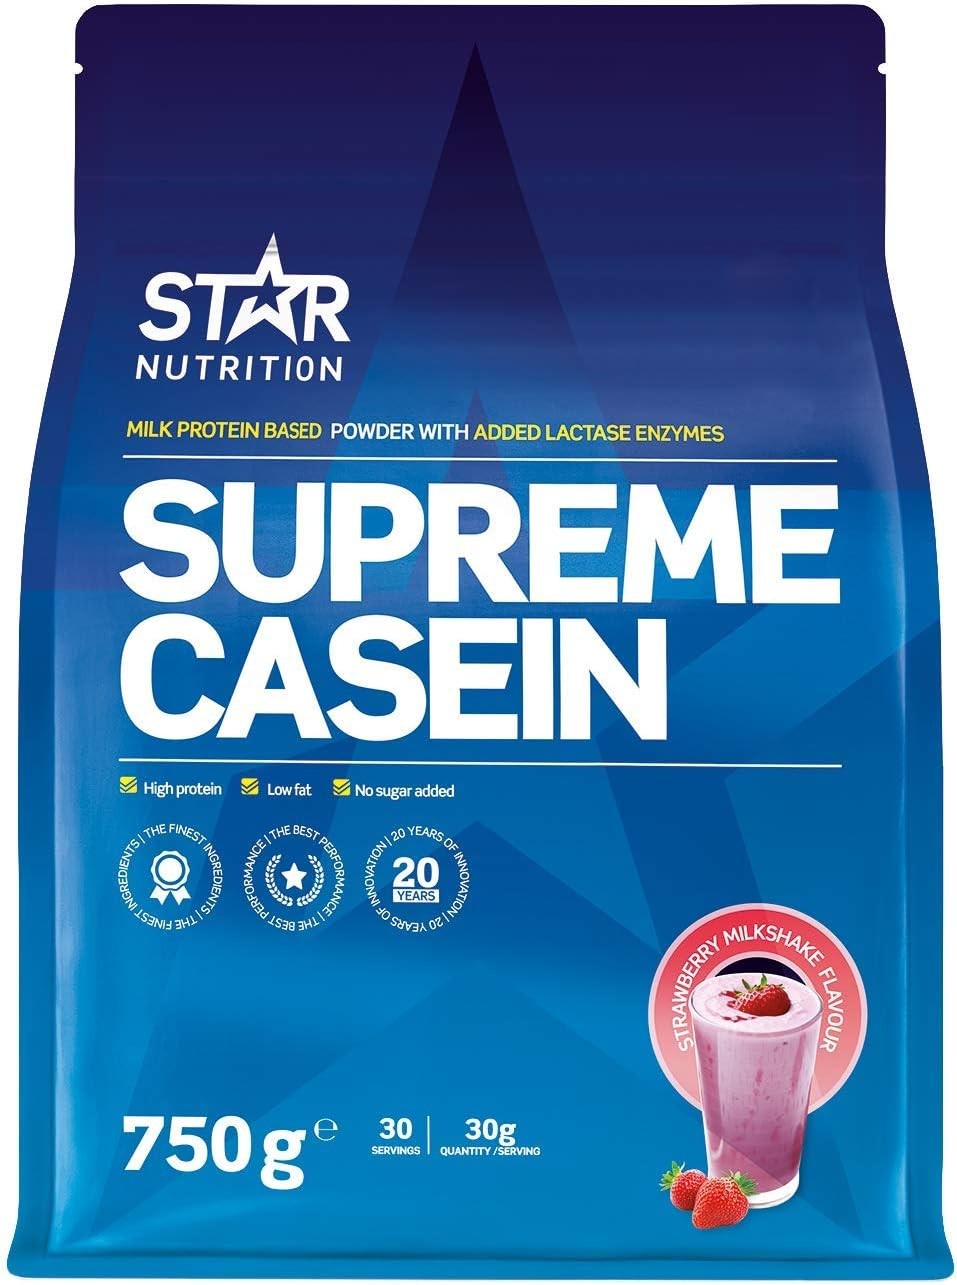 STAR
NUTRITION
MILK PROTEIN BASED POWDER WITH ADDED LACTASE ENZYMES
SUPREME
CASEIN
High protein Low fat No sugar added
THE FINEST INGREDIENTS | THE FINEST INGREDIENTS |
THE BEST PERFORMANCE | THE BEST PERFORMANCE |
20 YEARS OF INNOVATION | 20 YEARS OF INNOVATION |
20
YEARS
STRAWBERRY MILKSHAKE FLAVOUR
750g ℮
30
SERVINGS
30g
QUANTITY /SERVING